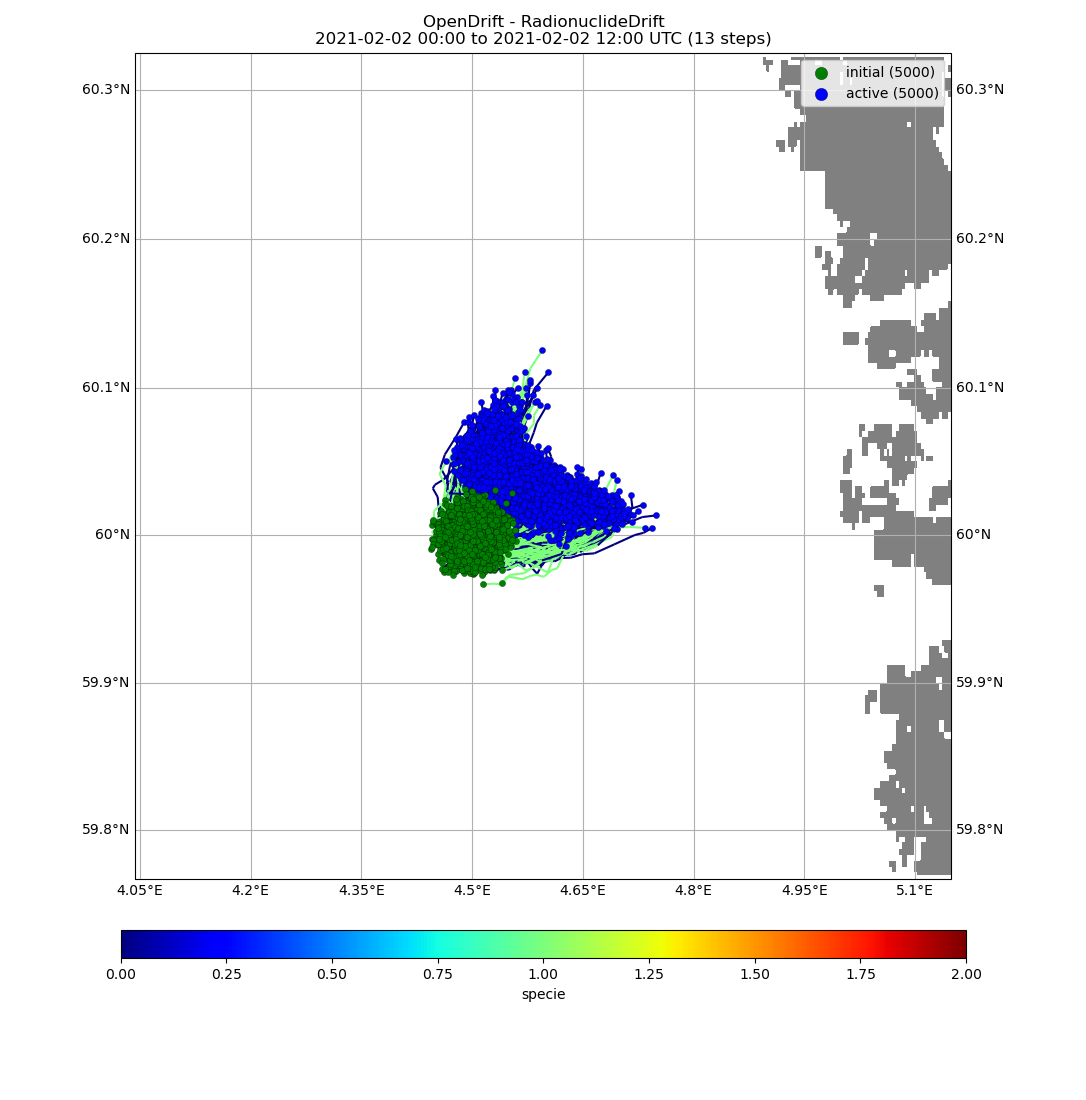 OpenDrift - RadionuclideDrift
2021-02-02 00:00 to 2021-02-02 12:00 UTC (13 steps)
initial (5000)
active (5000)
60.3°N
60.3°N
60.2°N
60.2°N
60.1°N
60.1°N
60°N
60°N
59.9°N
59.9°N
59.8°N
59.8°N
4.05°E
4.2°E
4.35°E
4.5°E
4.65°E
4.8°E
4.95°E
5.1°E
0.00
0.25
0.50
0.75
1.00
1.25
1.50
1.75
2.00
specie